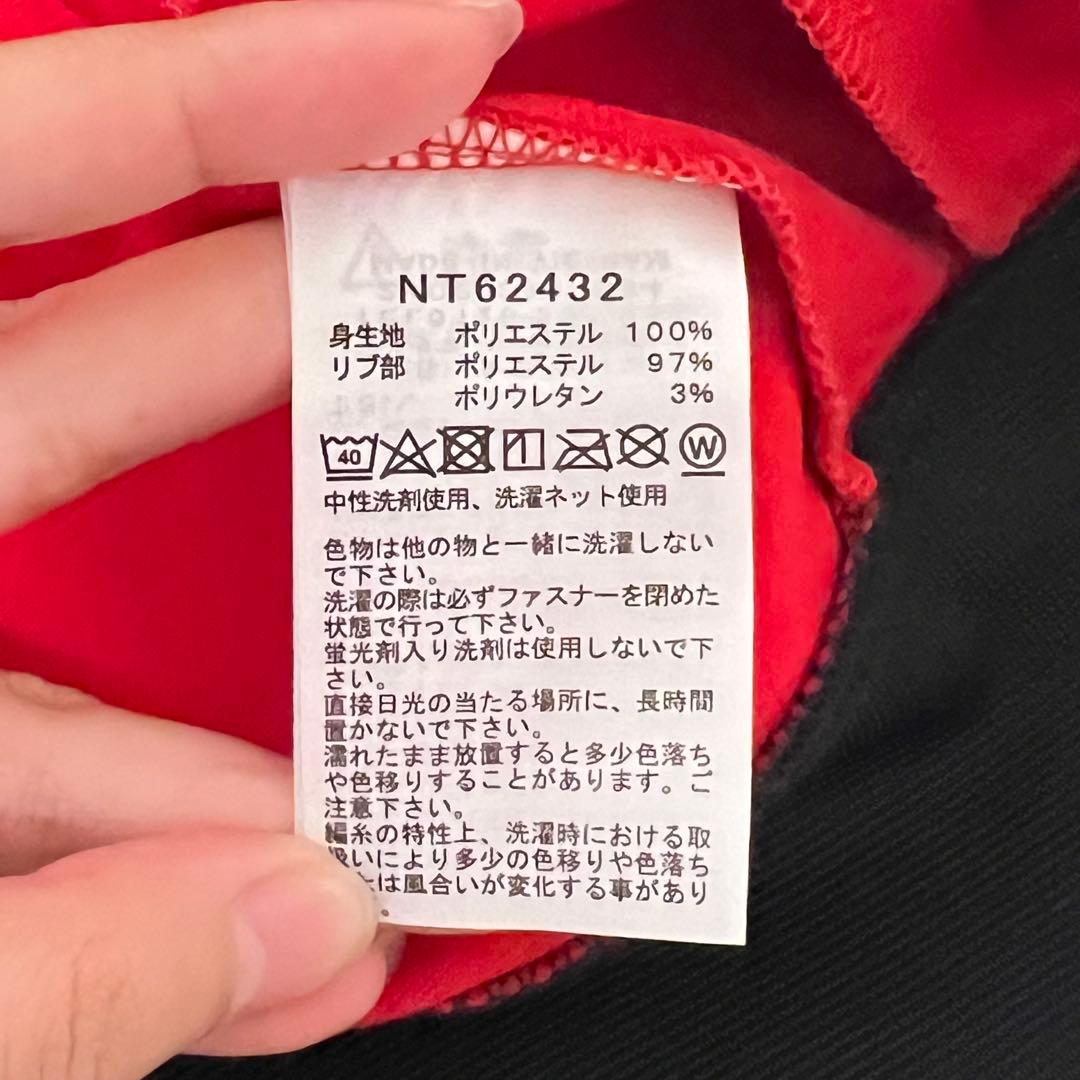 NT62432
身生地 ポリエステル 100%
リブ部 ポリエステル 97%
ポリウレタン 3%
40 W
中性洗剤使用、洗濯ネット使用
色物は他の物と一緒に洗濯しない
で下さい。
洗濯の際は必ずファスナーを閉めた
状態で行って下さい。
蛍光剤入り洗剤は使用しないで下
さい。
直接日光の当たる場所に、長時間
置かないで下さい。
濡れたまま放置すると多少色落ち
や色移りすることがあります。ご
注意下さい。
編糸の特性上、洗濯時における取
扱いにより多少の色移りや色落ち
は風合いが変化する事があり
。